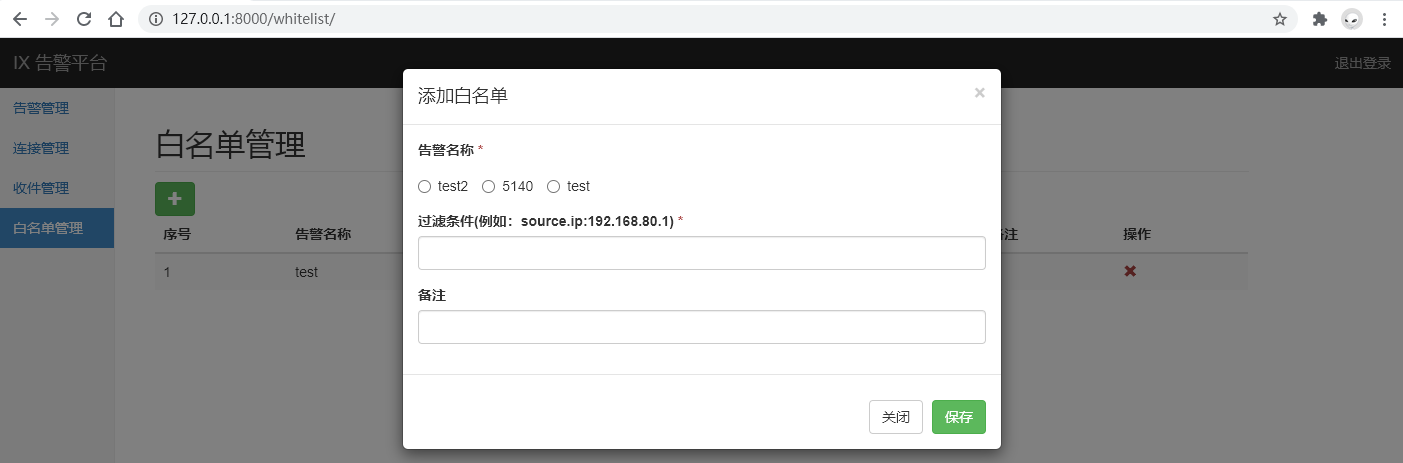 127.0.0.1:8000/whitelist/
IX 告警平台
退出登录
告警管理
连接管理
收件管理
白名单管理
白名单管理
序号 告警名称 注 操作
1 test
添加白名单 ×
告警名称 *
test2 5140 test
过滤条件(例如：source.ip:192.168.80.1) *
备注
关闭 保存